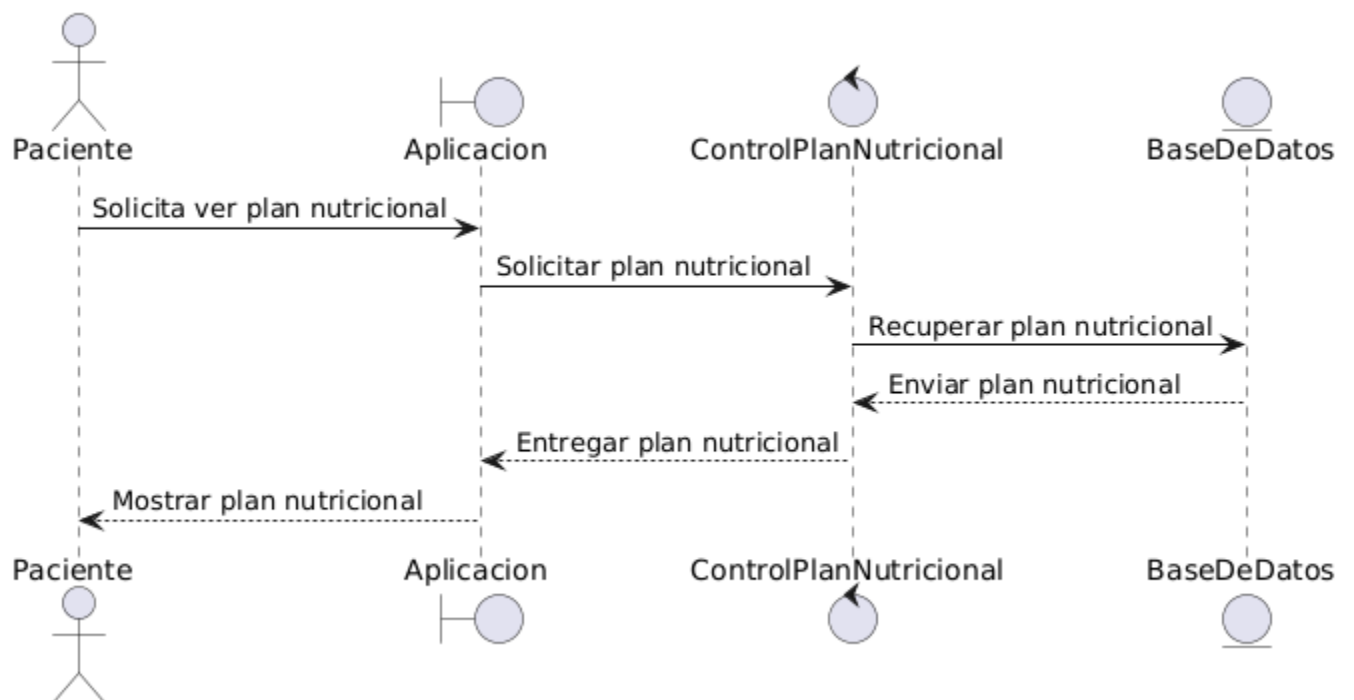 Paciente
Aplicacion
ControlPlanNutricional
BaseDeDatos
Solicita ver plan nutricional
Solicitar plan nutricional
Recuperar plan nutricional
Enviar plan nutricional
Entregar plan nutricional
Mostrar plan nutricional
Paciente
Aplicacion
ControlPlanNutricional
BaseDeDatos